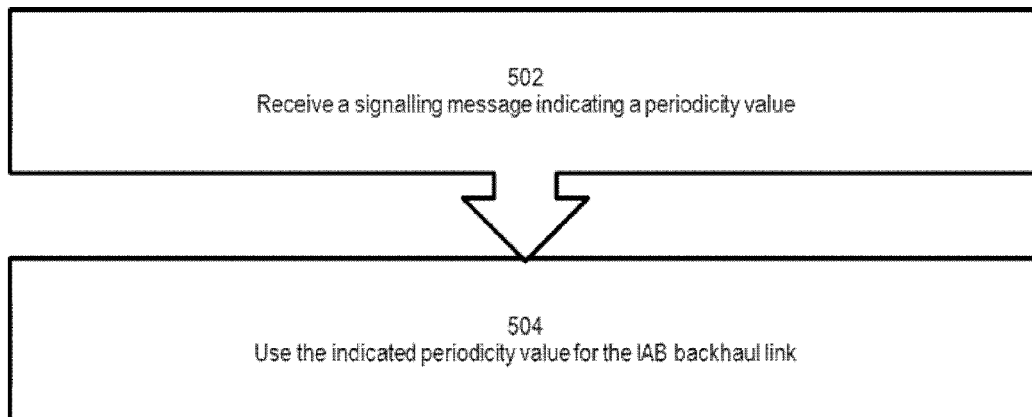 502
Receive a signalling message indicating a periodicity value
504
Use the indicated periodicity value for the IAB backhaul link